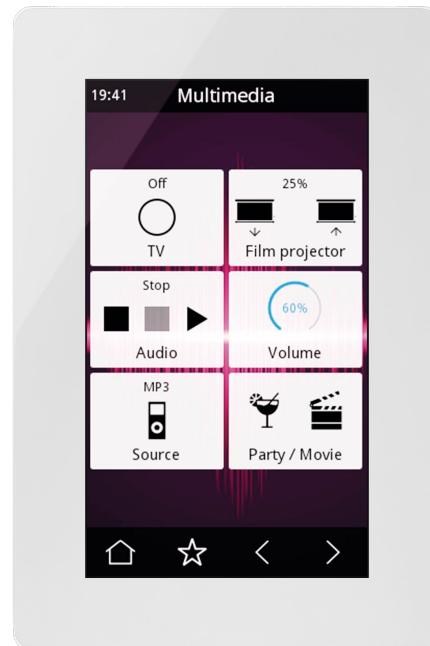 19:41 Multimedia
Off
TV
25%
Film projector
Stop
Audio
60%
Volume
MP3
Source
Party / Movie